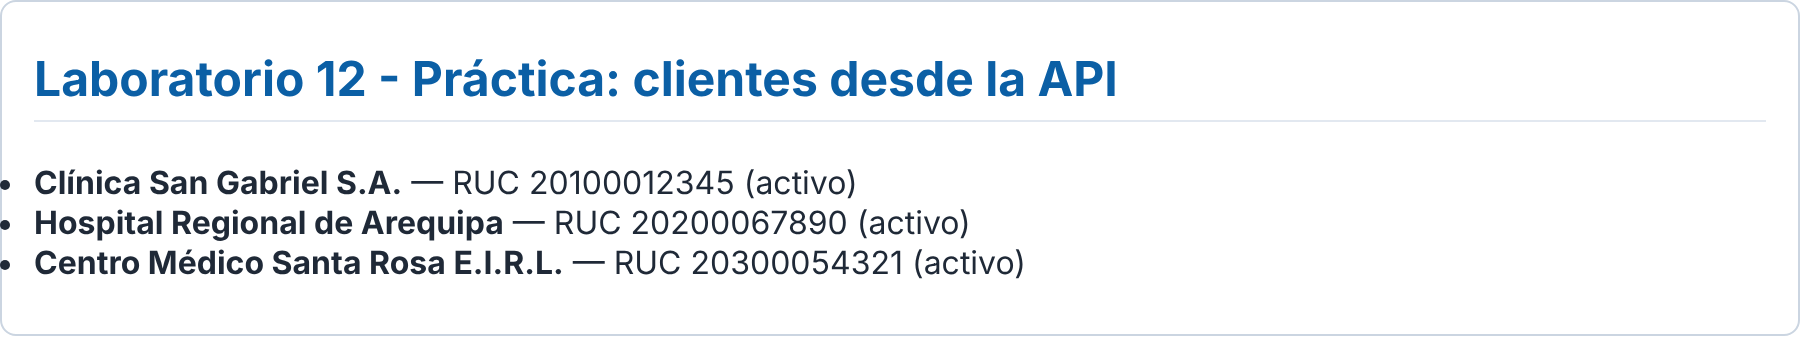 Laboratorio 12 - Práctica: clientes desde la API
• Clínica San Gabriel S.A. — RUC 20100012345 (activo)
• Hospital Regional de Arequipa — RUC 20200067890 (activo)
• Centro Médico Santa Rosa E.I.R.L. — RUC 20300054321 (activo)